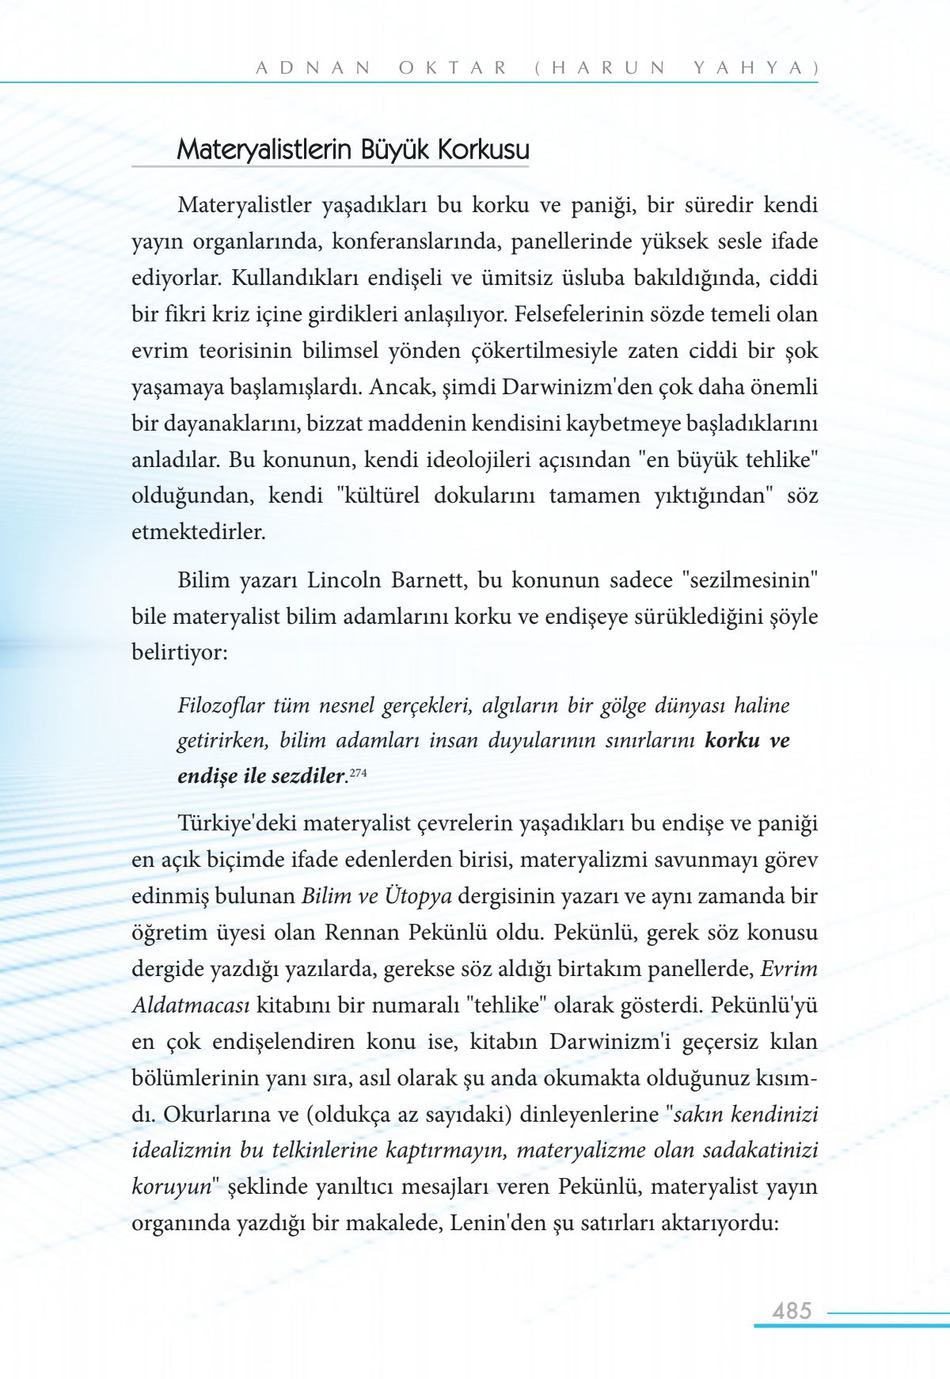 ADNAN OKTAR (HARUN YAHYA)
Materyalistlerin Büyük Korkusu
Materyalistler yaşadıkları bu korku ve paniği, bir süredir kendi
yayın organlarında, konferanslarında, panellerinde yüksek sesle ifade
ediyorlar. Kullandıkları endişeli ve ümitsiz üsluba bakıldığında, ciddi
bir fikri kriz içine girdikleri anlaşılıyor. Felsefelerinin sözde temeli olan
evrim teorisinin bilimsel yönden çökertilmesiyle zaten ciddi bir şok
yaşamaya başlamışlardı. Ancak, şimdi Darwinizm'den çok daha önemli
bir dayanaklarını, bizzat maddenin kendisini kaybetmeye başladıklarını
anladılar. Bu konunun, kendi ideolojileri açısından "en büyük tehlike"
olduğundan, kendi "kültürel dokularını tamamen yıktığından" söz
etmektedirler.
Bilim yazarı Lincoln Barnett, bu konunun sadece "sezilmesinin"
bile materyalist bilim adamlarını korku ve endişeye sürüklediğini şöyle
belirtiyor:
Filozoflar tüm nesnel gerçekleri, algıların bir gölge dünyası haline
getirirken, bilim adamları insan duyularının sınırlarını korku ve
endişe ile sezdiler.274
Türkiye'deki materyalist çevrelerin yaşadıkları bu endişe ve paniği
en açık biçimde ifade edenlerden birisi, materyalizmi savunmayı görev
edinmiş bulunan Bilim ve Ütopya dergisinin yazarı ve aynı zamanda bir
öğretim üyesi olan Rennan Pekünlü oldu. Pekünlü, gerek söz konusu
dergide yazdığı yazılarda, gerekse söz aldığı birtakım panellerde, Evrim
Aldatmacası kitabını bir numaralı "tehlike" olarak gösterdi. Pekünlü'yü
en çok endişelendiren konu ise, kitabın Darwinizm'i geçersiz kılan
bölümlerinin yanı sıra, asıl olarak şu anda okumakta olduğunuz kısım-
dı. Okurlarına ve (oldukça az sayıdaki) dinleyenlerine "sakın kendinizi
idealizmin bu telkinlerine kaptırmayın, materyalizme olan sadakatinizi
koruyun" şeklinde yanıltıcı mesajları veren Pekünlü, materyalist yayın
organında yazdığı bir makalede, Lenin'den şu satırları aktarıyordu:
485